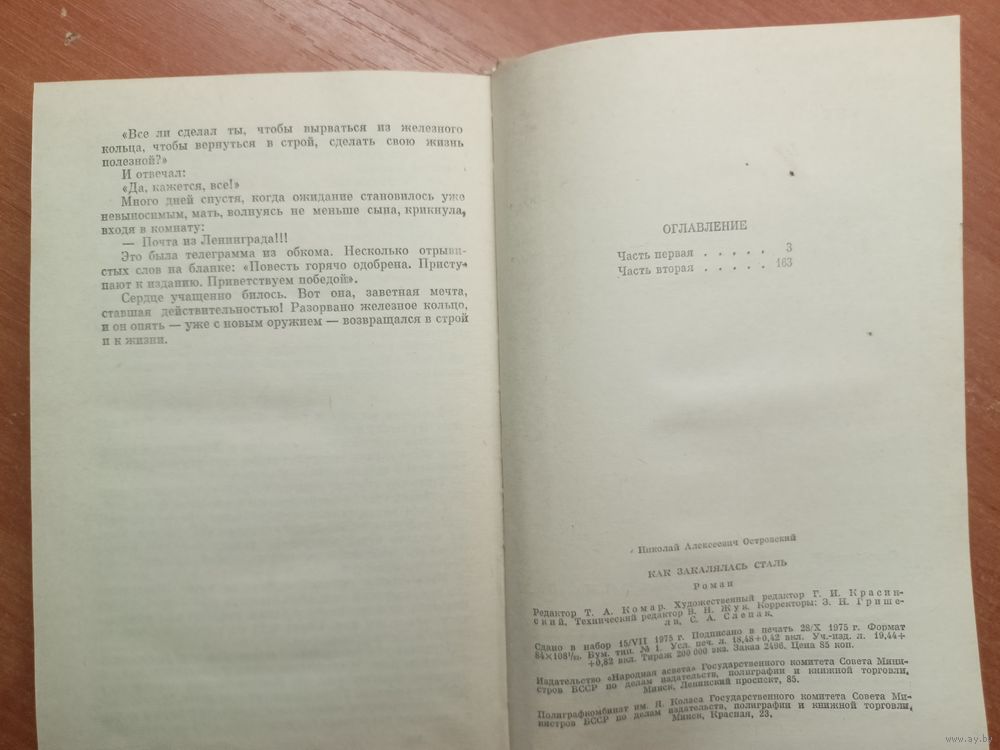 «Все ли сделал ты, чтобы вырваться из железного
кольца, чтобы вернуться в строй, сделать свою жизнь
полезной?»
И отвечал:
«Да, кажется, все!»
Много дней спустя, когда ожидание становилось уже
невыносимым, мать, волнуясь не меньше сына, крикнула,
входя в комнату:
— Почта из Ленинграда!!!
Это была телеграмма из обкома. Несколько отрыви-
стых слов на бланке: «Повесть горячо одобрена. Присту-
пают к изданию. Приветствуем победой».
Сердце учащенно билось. Вот она, заветная мечта,
ставшая действительностью! Разорвано железное кольцо,
и он опять — уже с новым оружием — возвращался в строй
и к жизни.
ОГЛАВЛЕНИЕ
Часть первая . . . . . 3
Часть вторая . . . . . 163
Николай Алексеевич Островский
КАК ЗАКАЛЯЛАСЬ СТАЛЬ
Роман
Редактор Т. А. Комар. Художественный редактор Г. И. Красин-
ский. Технический редактор В. Н. Жук. Корректоры: З. Н. Грише-
ли, С. А. Слепак.
Сдано в набор 15/VII 1975 г. Подписано в печать 28/X 1975 г. Формат
84×108¹/₃₂. Бум. тип. № 1. Усл. печ. л. 18,48+0,42 вкл. Уч.-изд. л. 19,44+
+0,82 вкл. Тираж 200 000 экз. Заказ 2496. Цена 85 коп.
Издательство «Народная асвета» Государственного комитета Совета Мини-
стров БССР по делам издательств, полиграфии и книжной торговли.
Минск, Ленинский проспект, 85.
Полиграфкомбинат им. Я. Коласа Государственного комитета Совета Ми-
нистров БССР по делам издательств, полиграфии и книжной торговли.
Минск, Красная, 23.
www.ay.by